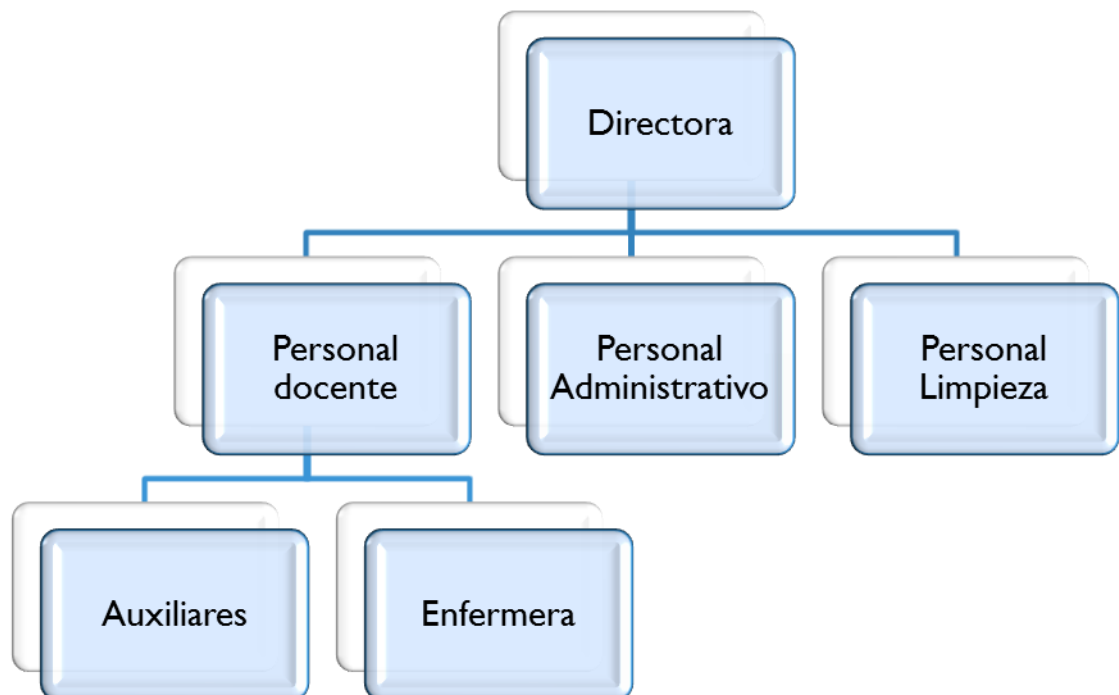 Directora
Personal
docente
Personal
Administrativo
Personal
Limpieza
Auxiliares
Enfermera